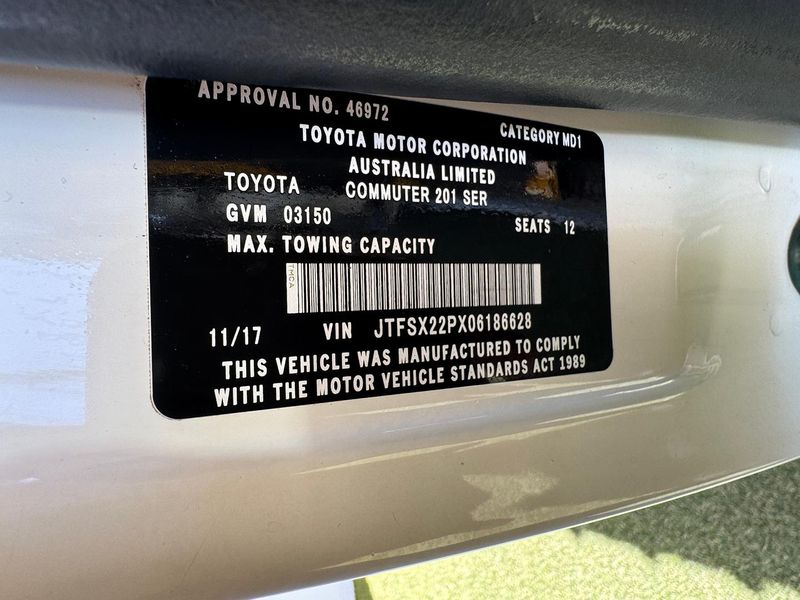 APPROVAL NO. 46972
CATEGORY MD1
TOYOTA MOTOR CORPORATION
AUSTRALIA LIMITED
TOYOTA COMMUTER 201 SER
GVM 03150 SEATS 12
MAX. TOWING CAPACITY
TMCA
11/17 VIN JTFSX22PX06186628
THIS VEHICLE WAS MANUFACTURED TO COMPLY
WITH THE MOTOR VEHICLE STANDARDS ACT 1989